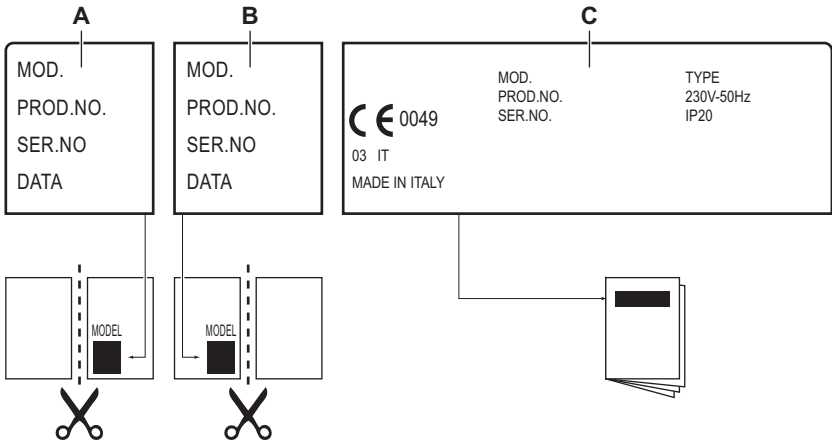 A
B
C
MOD.
PROD.NO.
SER.NO
DATA
MOD.
PROD.NO.
SER.NO
DATA
MOD.
PROD.NO.
SER.NO.
TYPE
230V-50Hz
IP20
CE 0049
03 IT
MADE IN ITALY
MODEL
MODEL